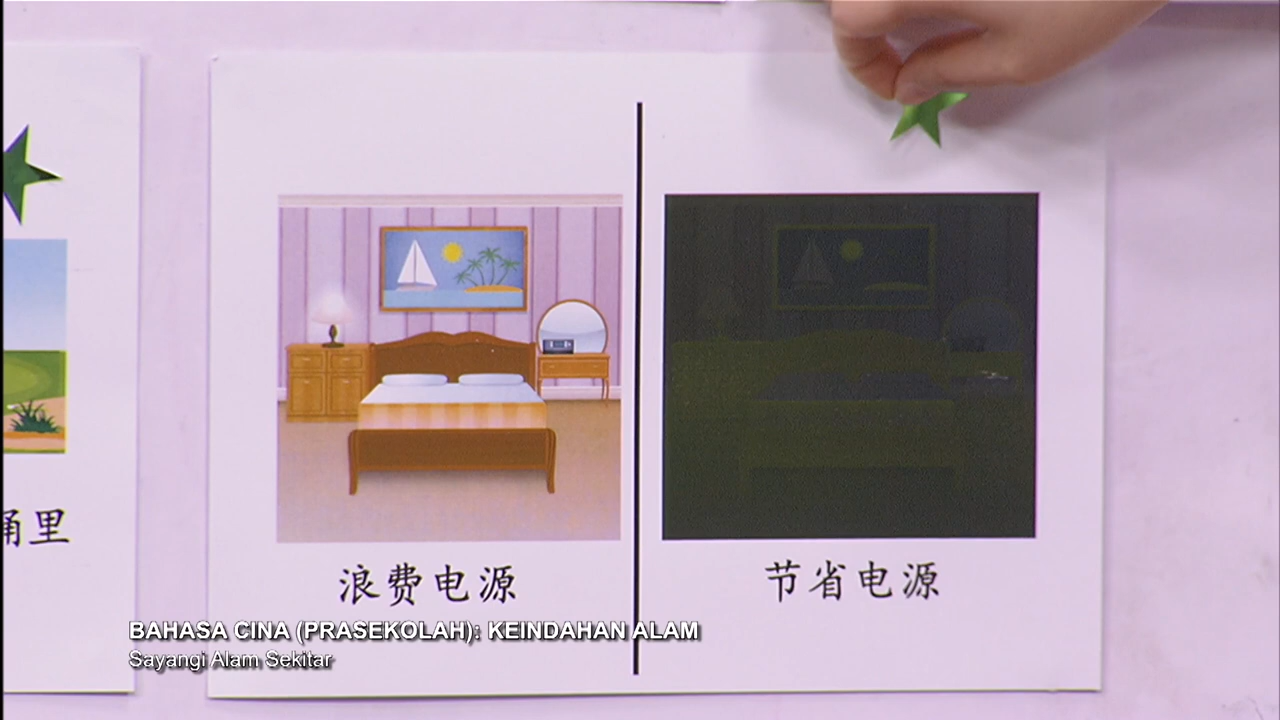 桶里
浪费电源
节省电源
BAHASA CINA (PRASEKOLAH): KEINDAHAN ALAM
Sayangi Alam Sekitar